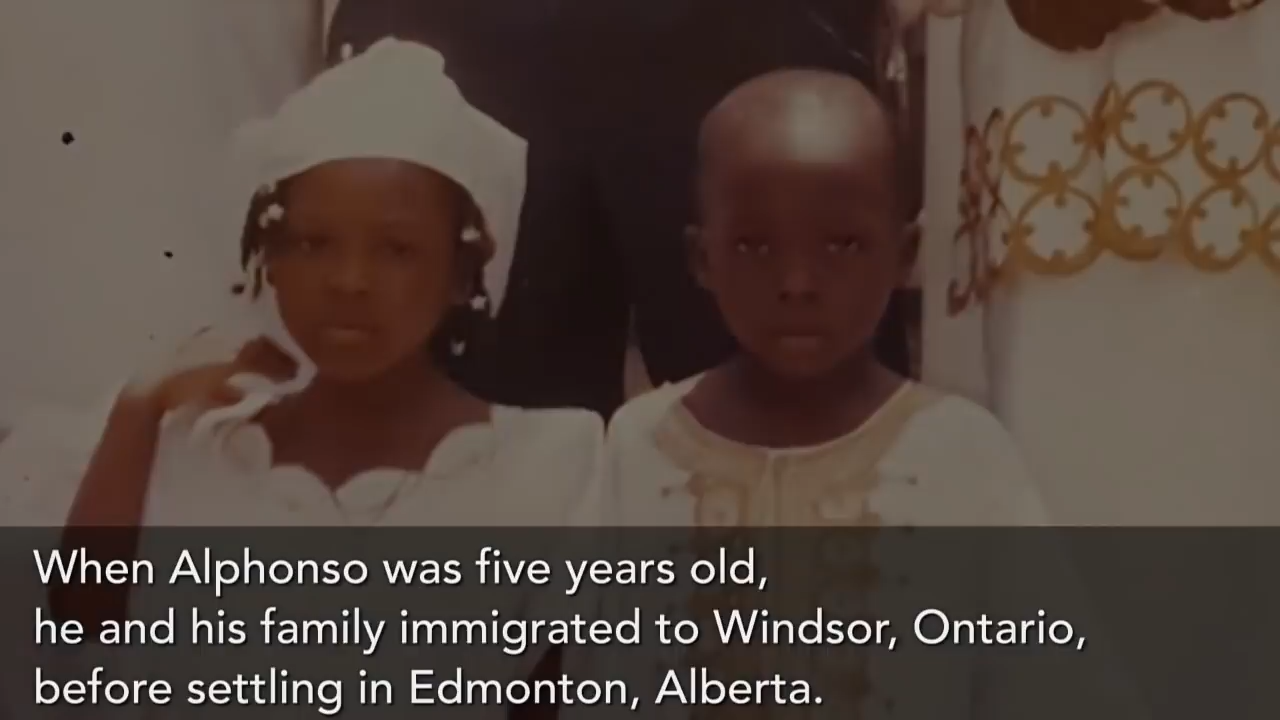 When Alphonso was five years old,
he and his family immigrated to Windsor, Ontario,
before settling in Edmonton, Alberta.